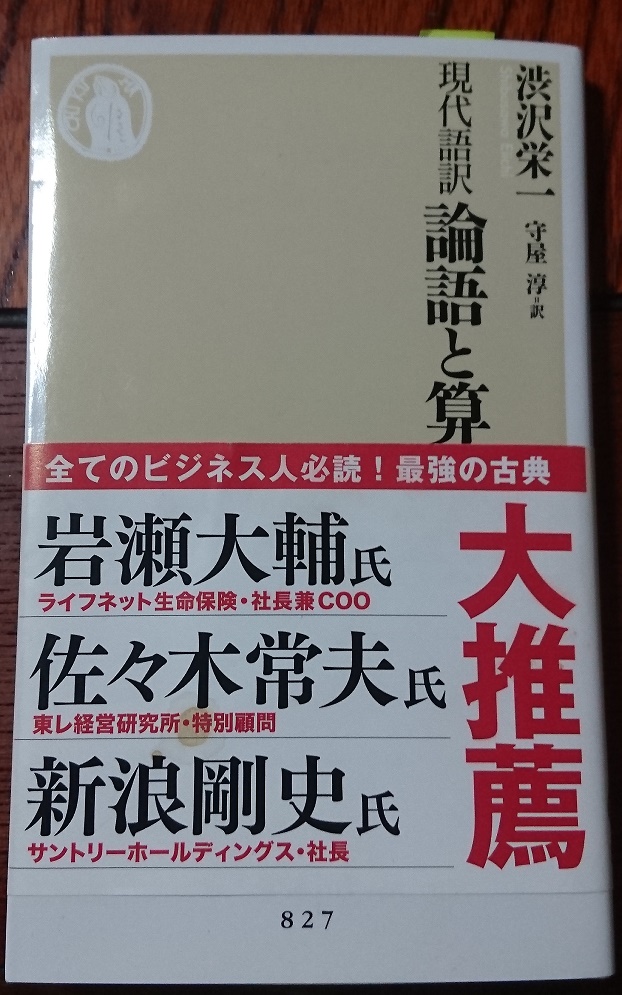 渋沢栄一
守屋 淳=訳
現代語訳
論語と算
全てのビジネス人必読!最強の古典
大推薦
岩瀬大輔氏
ライフネット生命保険・社長兼COO
佐々木常夫氏
東レ経営研究所・特別顧問
新浪剛史氏
サントリーホールディングス・社長
827